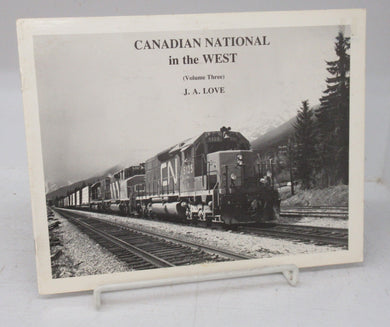 CANADIAN NATIONAL
in the WEST
(Volume Three)
J. A. LOVE
CN